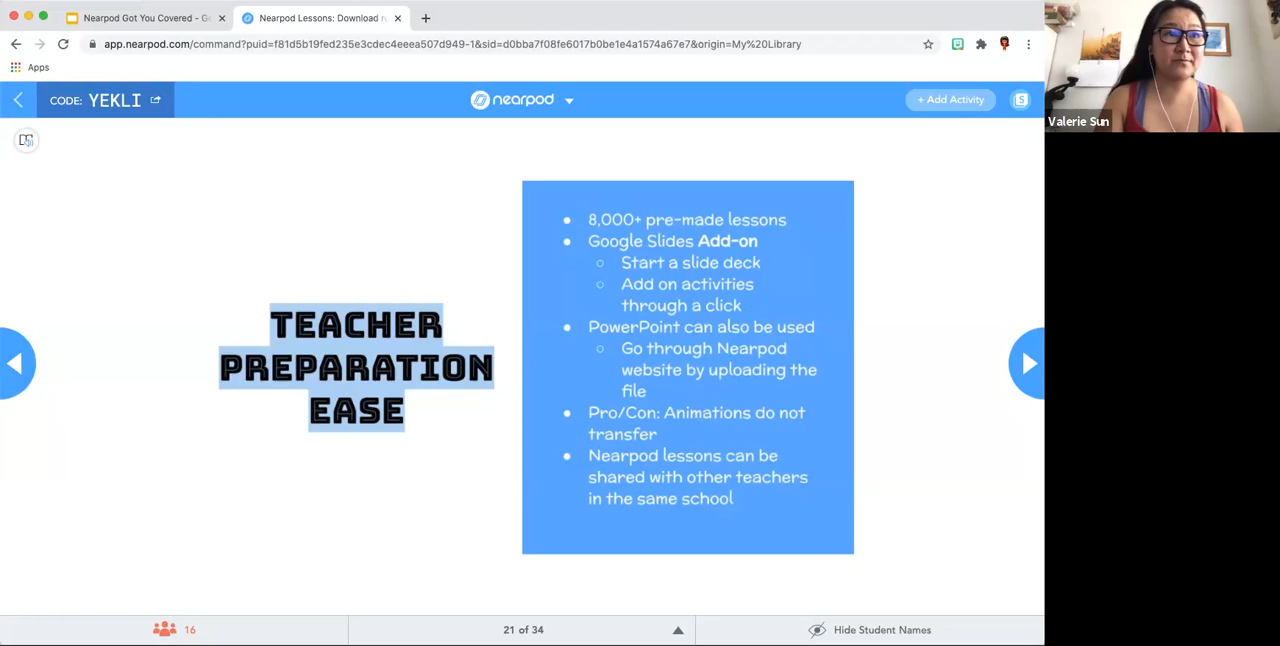 Nearpod Got You Covered - G
Nearpod Lessons: Download r
app.nearpod.com/command?puid=f81d5b19fed235e3cdec4eeea507d949-1&sid=d0bba7f08fe6017b0be1e4a1574a67e7&origin=My%20Library
Apps
CODE: YEKLI
nearpod
+ Add Activity
S
Valerie Sun
TEACHER
PREPARATION
EASE
• 8,000+ pre-made lessons
• Google Slides Add-on
○ Start a slide deck
○ Add on activities
through a click
• PowerPoint can also be used
○ Go through Nearpod
website by uploading the
file
• Pro/Con: Animations do not
transfer
• Nearpod lessons can be
shared with other teachers
in the same school
16
21 of 34
Hide Student Names